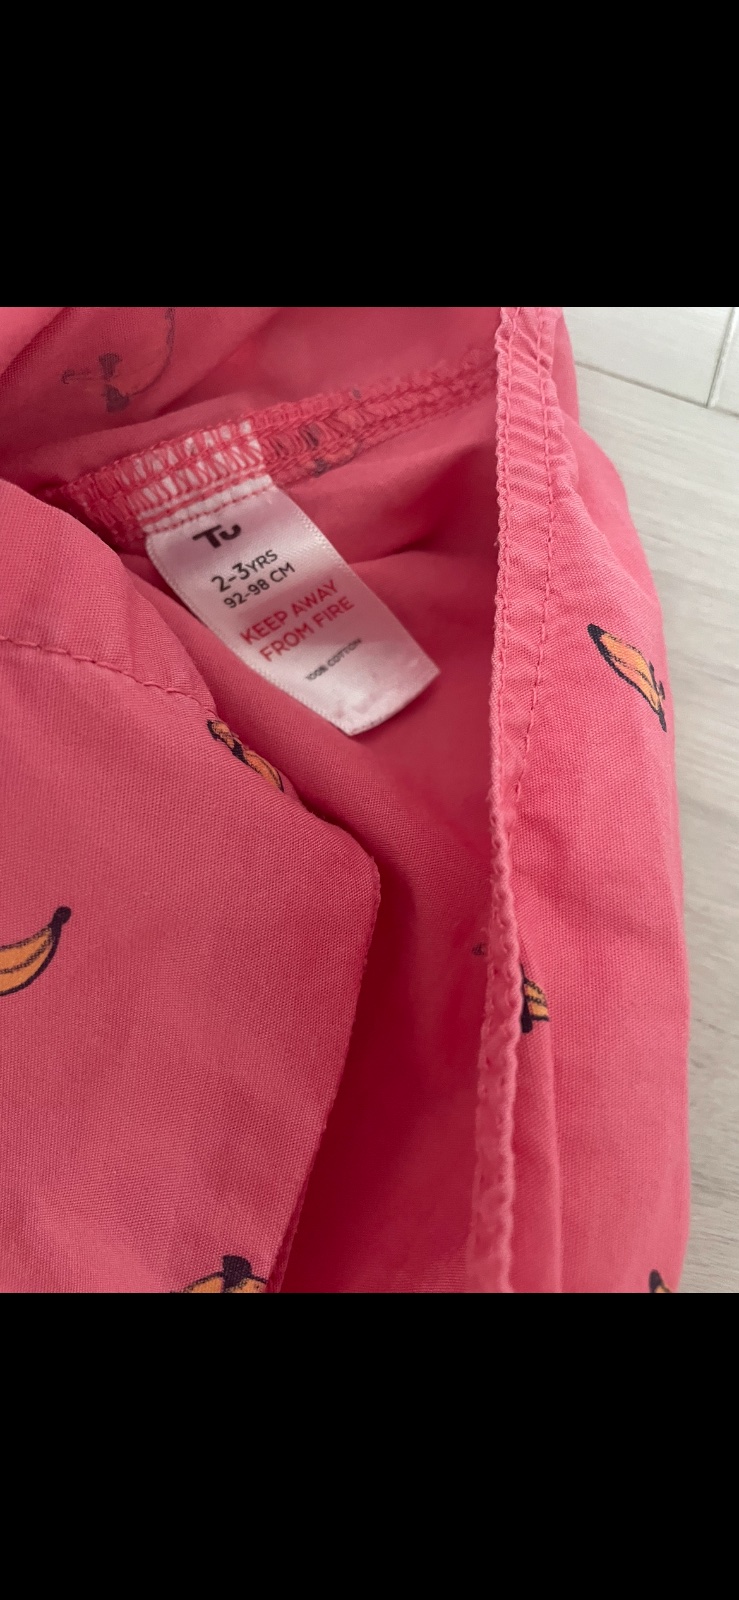 Tu
2-3YRS
92-98 CM
KEEP AWAY
FROM FIRE
100% COTTON